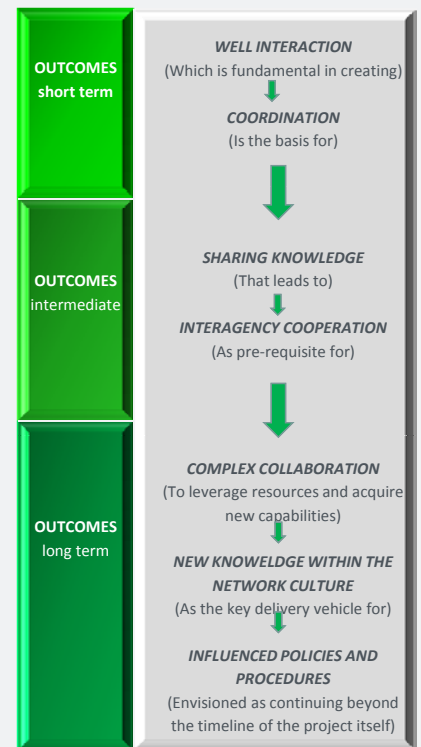 OUTCOMES
short term
WELL INTERACTION
(Which is fundamental in creating)
COORDINATION
(Is the basis for)
OUTCOMES
intermediate
SHARING KNOWLEDGE
(That leads to)
INTERAGENCY COOPERATION
(As pre-requisite for)
OUTCOMES
long term
COMPLEX COLLABORATION
(To leverage resources and acquire
new capabilities)
NEW KNOWELDGE WITHIN THE
NETWORK CULTURE
(As the key delivery vehicle for)
INFLUENCED POLICIES AND
PROCEDURES
(Envisioned as continuing beyond
the timeline of the project itself)